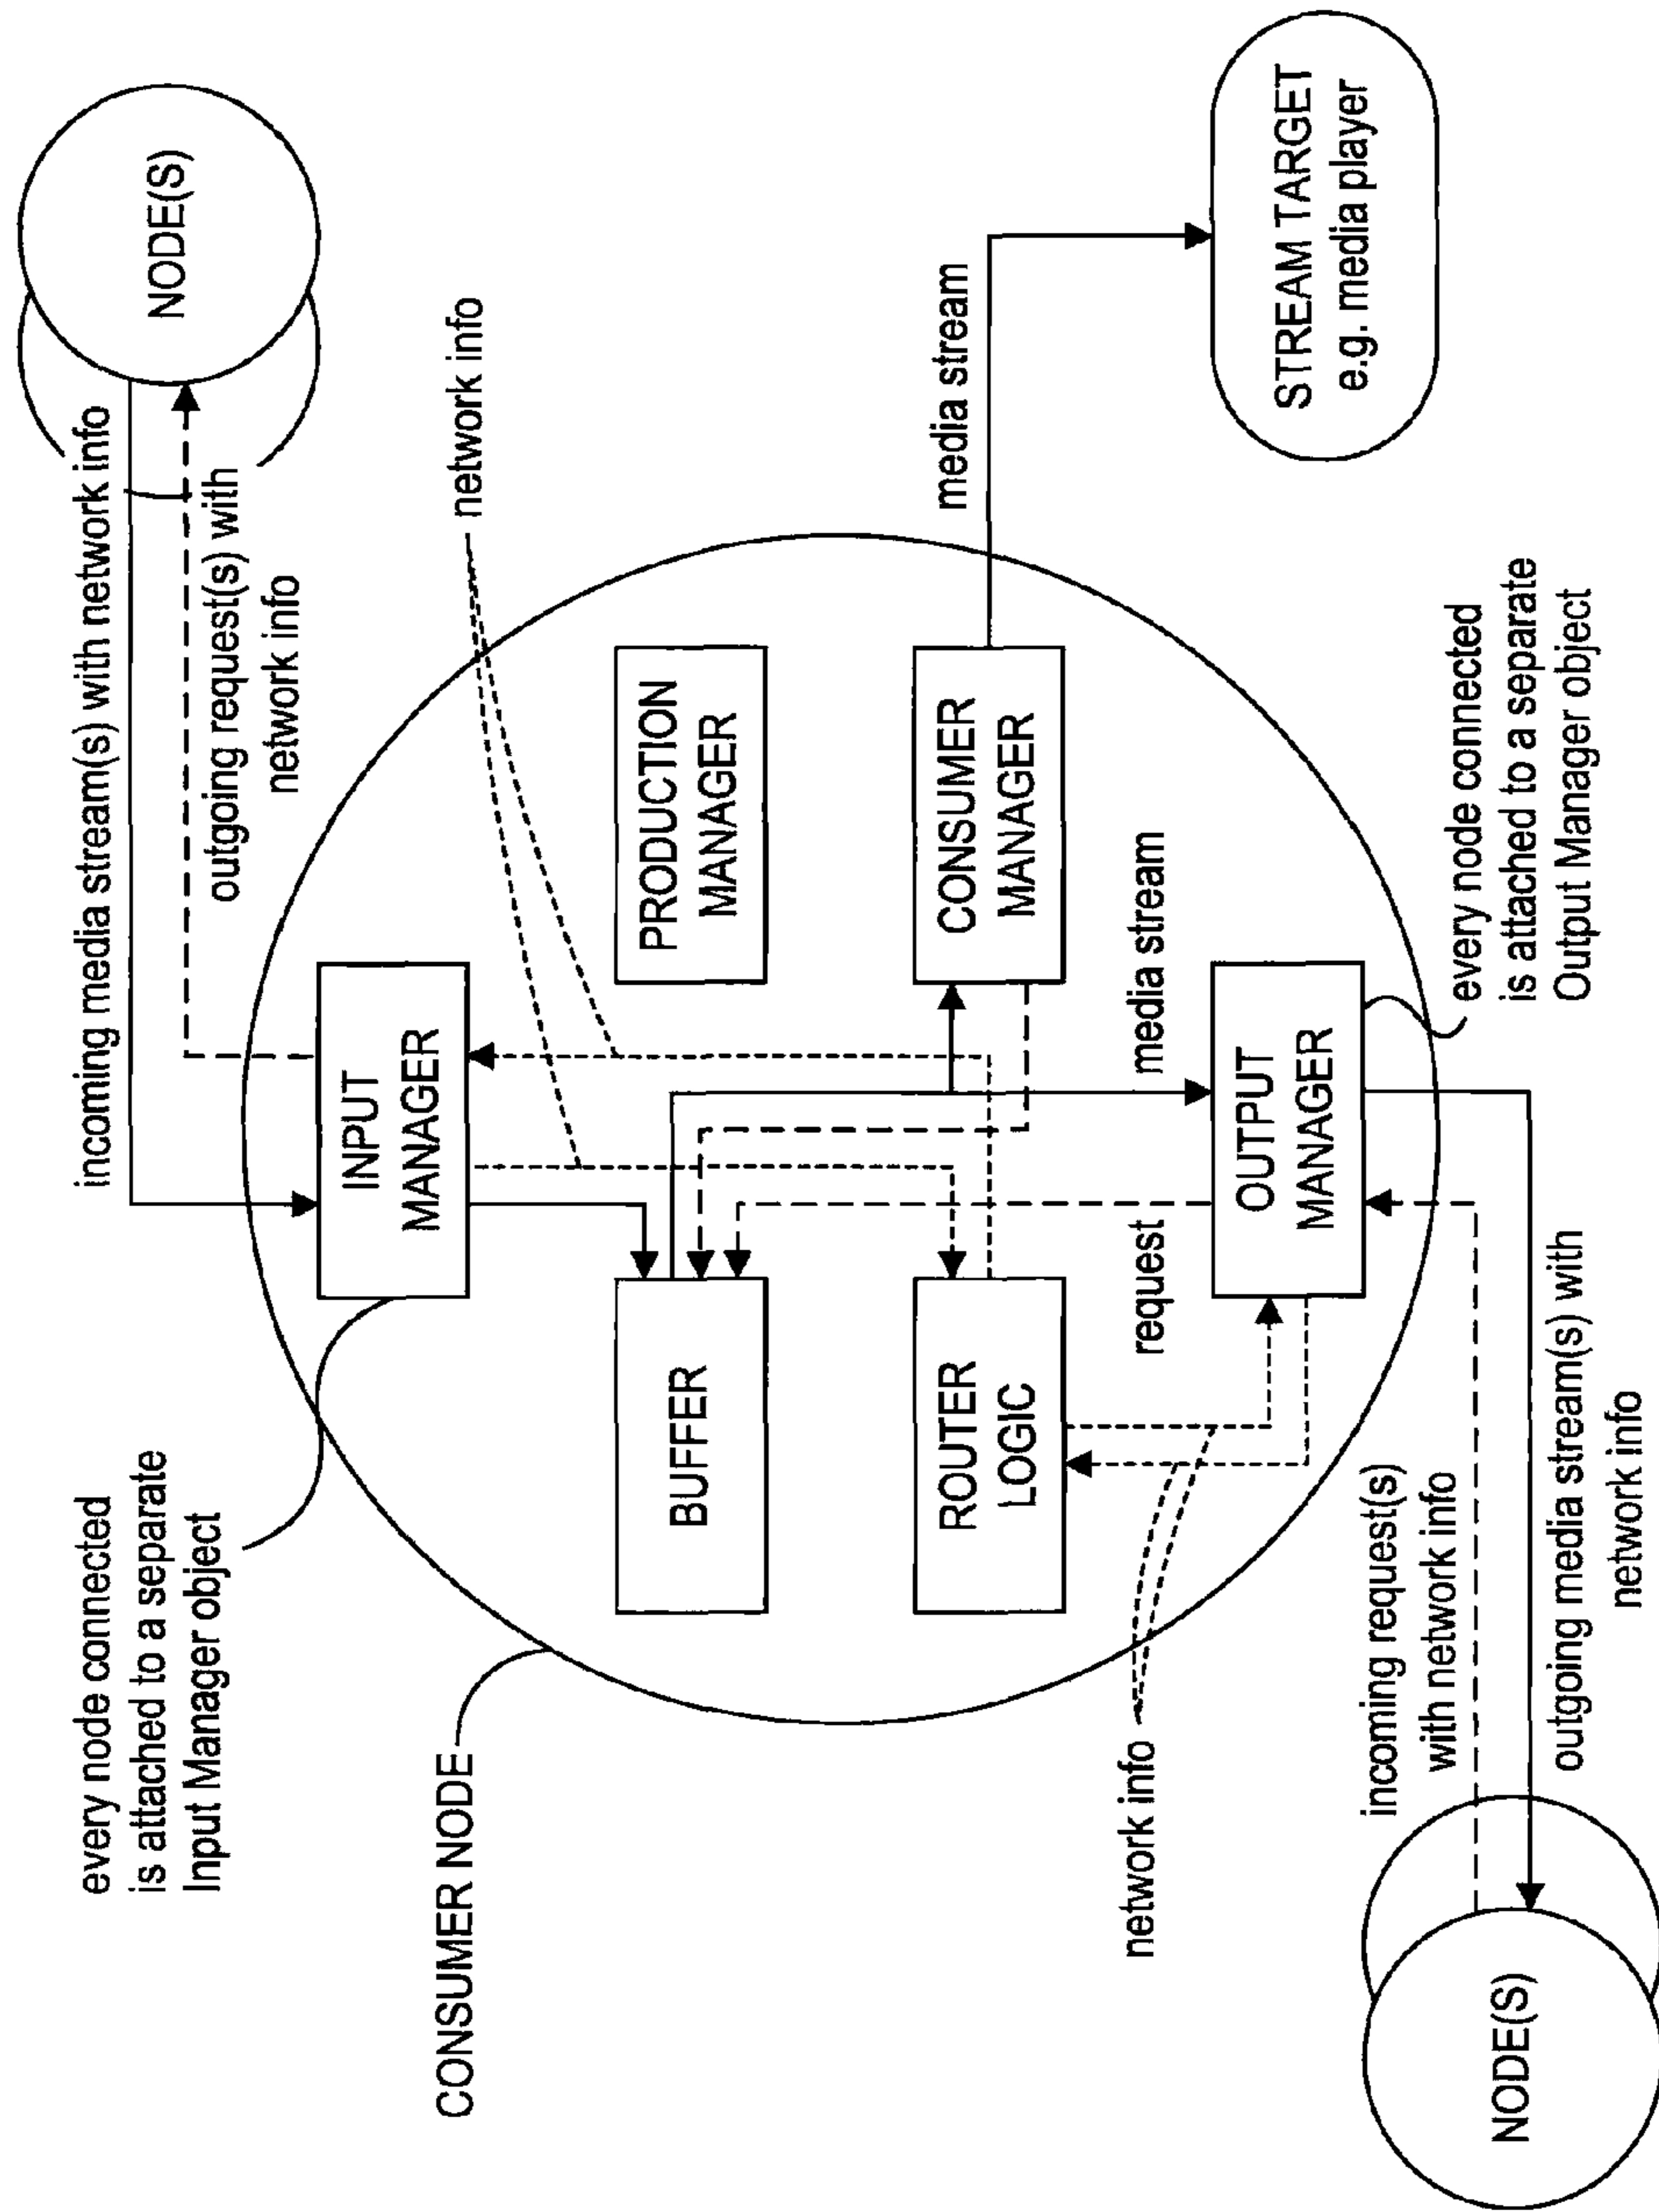 every node connected
is attached to a separate
Input Manager object
incoming media stream(s) with network info
NODE(S)
outgoing request(s) with
network info
CONSUMER NODE
network info
INPUT
MANAGER
BUFFER
PRODUCTION
MANAGER
ROUTER
LOGIC
CONSUMER
MANAGER
media stream
network info
request
media stream
OUTPUT
MANAGER
STREAM TARGET
e.g. media player
incoming request(s)
with network info
every node connected
is attached to a separate
Output Manager object
NODE(S)
outgoing media stream(s) with
network info